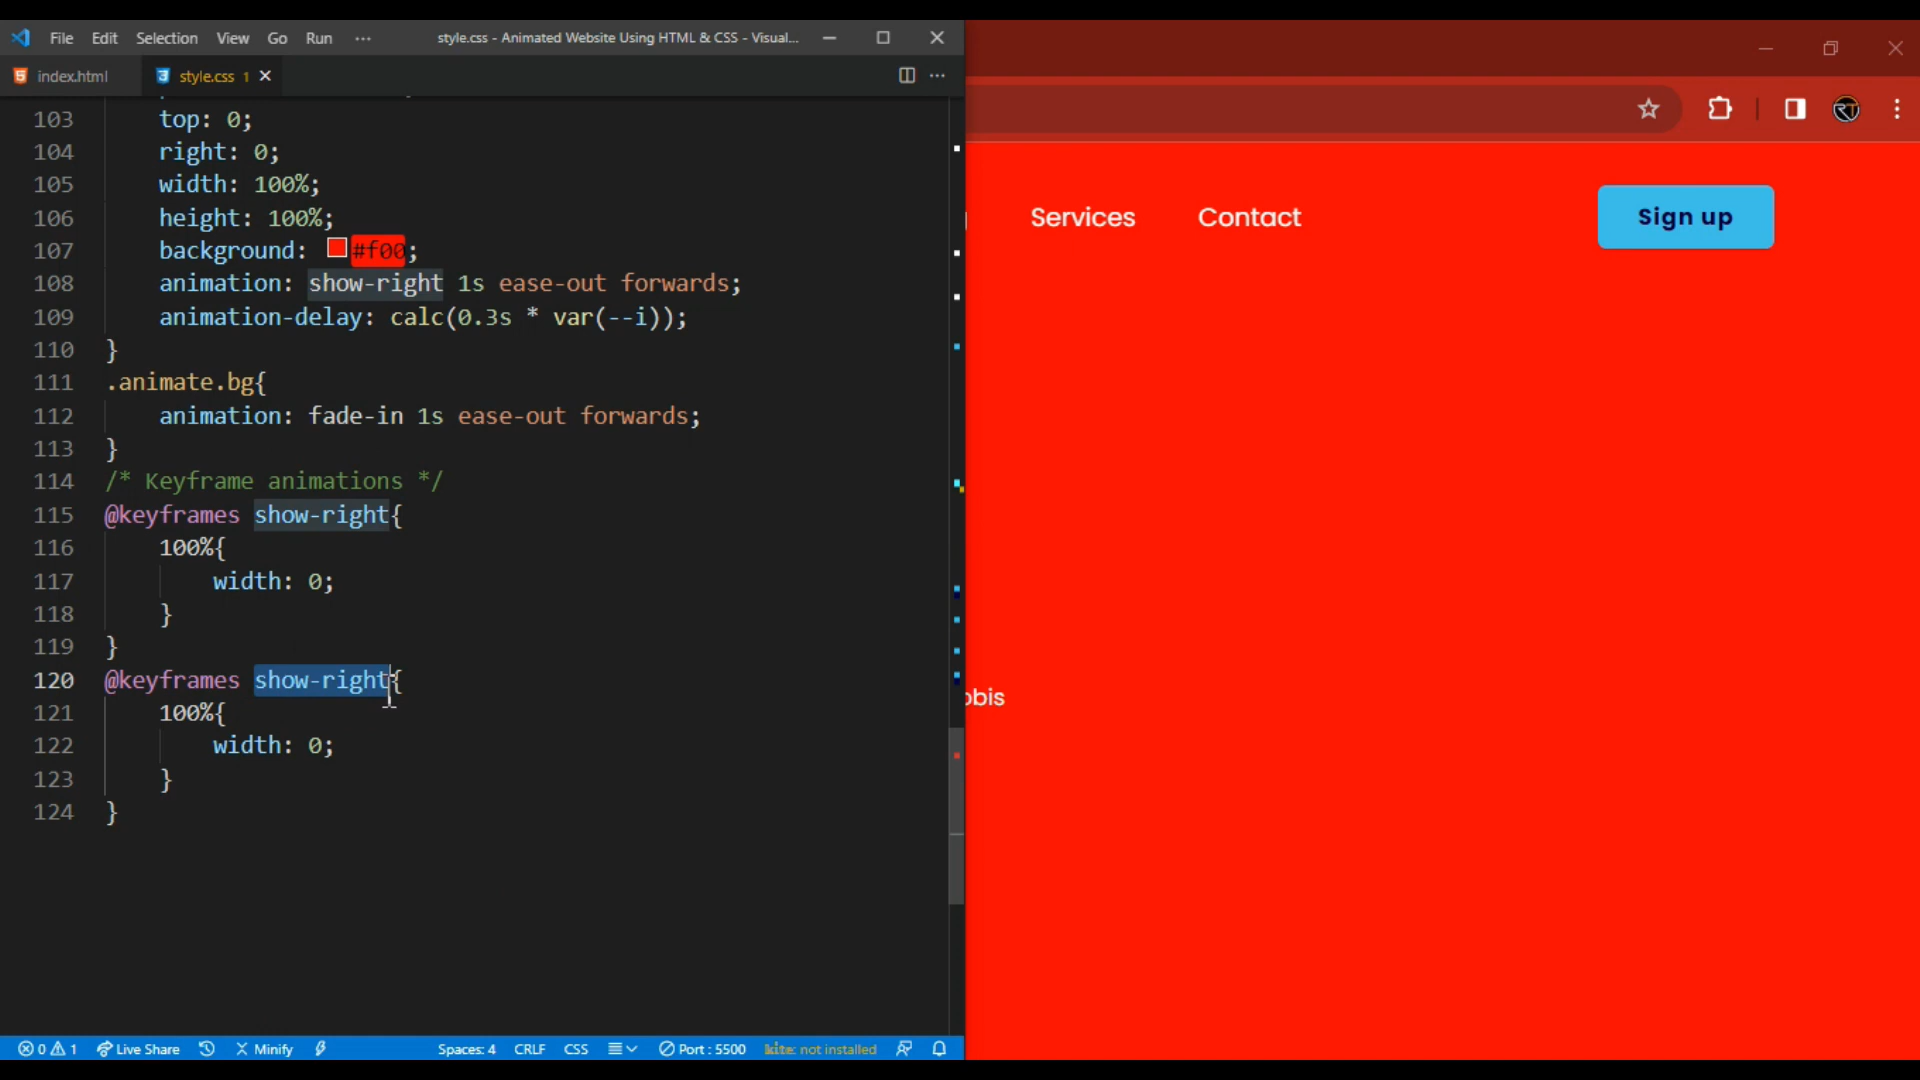 File Edit Selection View Go Run ··· style.css - Animated Website Using HTML & CSS - Visual...
index.html style.css 1
103 top: 0;
104 right: 0;
105 width: 100%;
106 height: 100%;
107 background: #f00;
108 animation: show-right 1s ease-out forwards;
109 animation-delay: calc(0.3s * var(--i));
110 }
111 .animate.bg{
112 animation: fade-in 1s ease-out forwards;
113 }
114 /* Keyframe animations */
115 @keyframes show-right{
116 100%{
117 width: 0;
118 }
119 }
120 @keyframes show-right{
121 100%{
122 width: 0;
123 }
124 }
Services Contact Sign up
obis
0 1 Live Share Minify Spaces: 4 CRLF CSS Port : 5500 kite: not installed